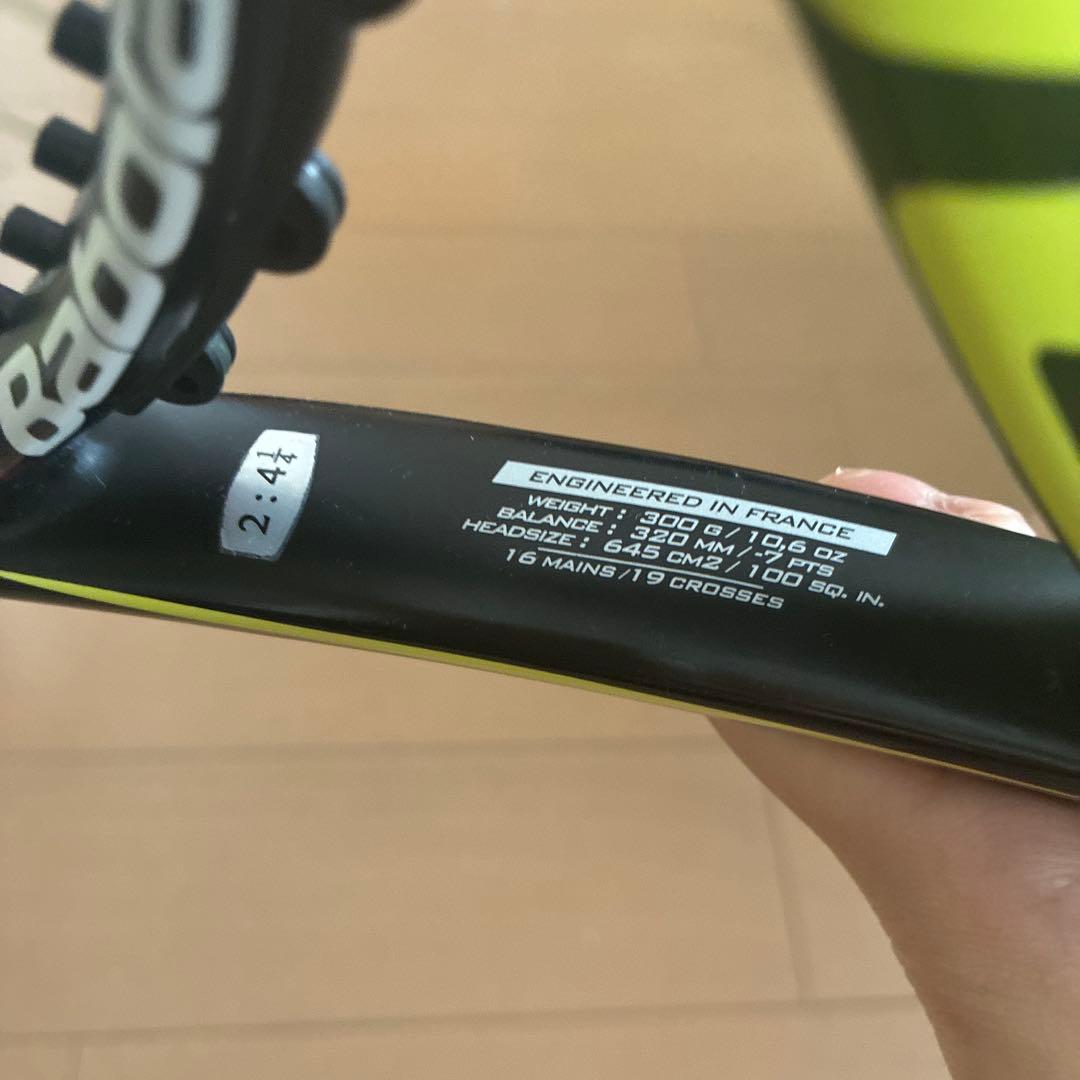 BabO
2:4 1/4
ENGINEERED IN FRANCE
WEIGHT : 300 G / 10,6 OZ
BALANCE : 320 MM / -7 PTS
HEADSIZE : 645 CM2 / 100 SQ. IN.
16 MAINS /19 CROSSES